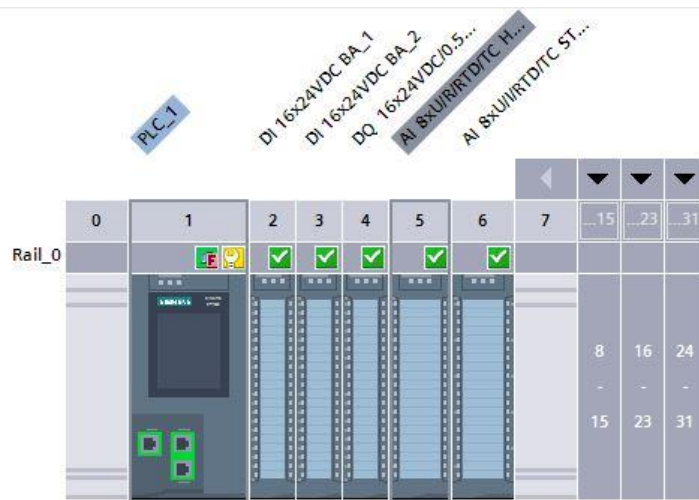 PLC_1
DI 16x24VDC BA_1
DI 16x24VDC BA_2
DQ 16x24VDC/0.5...
AI 8xU/R/RTD/TC H...
AI 8xU/I/RTD/TC ST...
0 1 2 3 4 5 6 7 ...15 ...23 ...31
Rail_0
SIEMENS
8 16 24
- - -
15 23 31